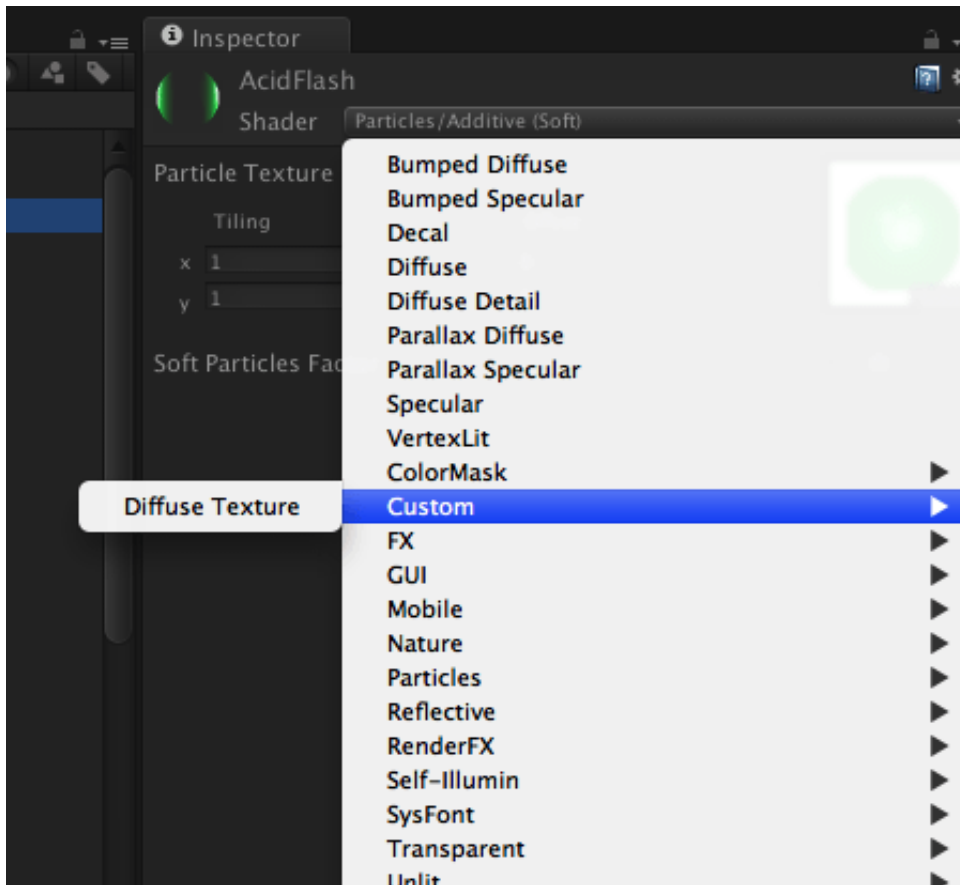 Inspector
AcidFlash
Shader Particles/Additive (Soft)
Particle Texture
Tiling
x 1
y 1
Soft Particles
Bumped Diffuse
Bumped Specular
Decal
Diffuse
Diffuse Detail
Parallax Diffuse
Parallax Specular
Specular
VertexLit
ColorMask
Custom
Diffuse Texture
FX
GUI
Mobile
Nature
Particles
Reflective
RenderFX
Self-Illumin
SysFont
Transparent
Unlit